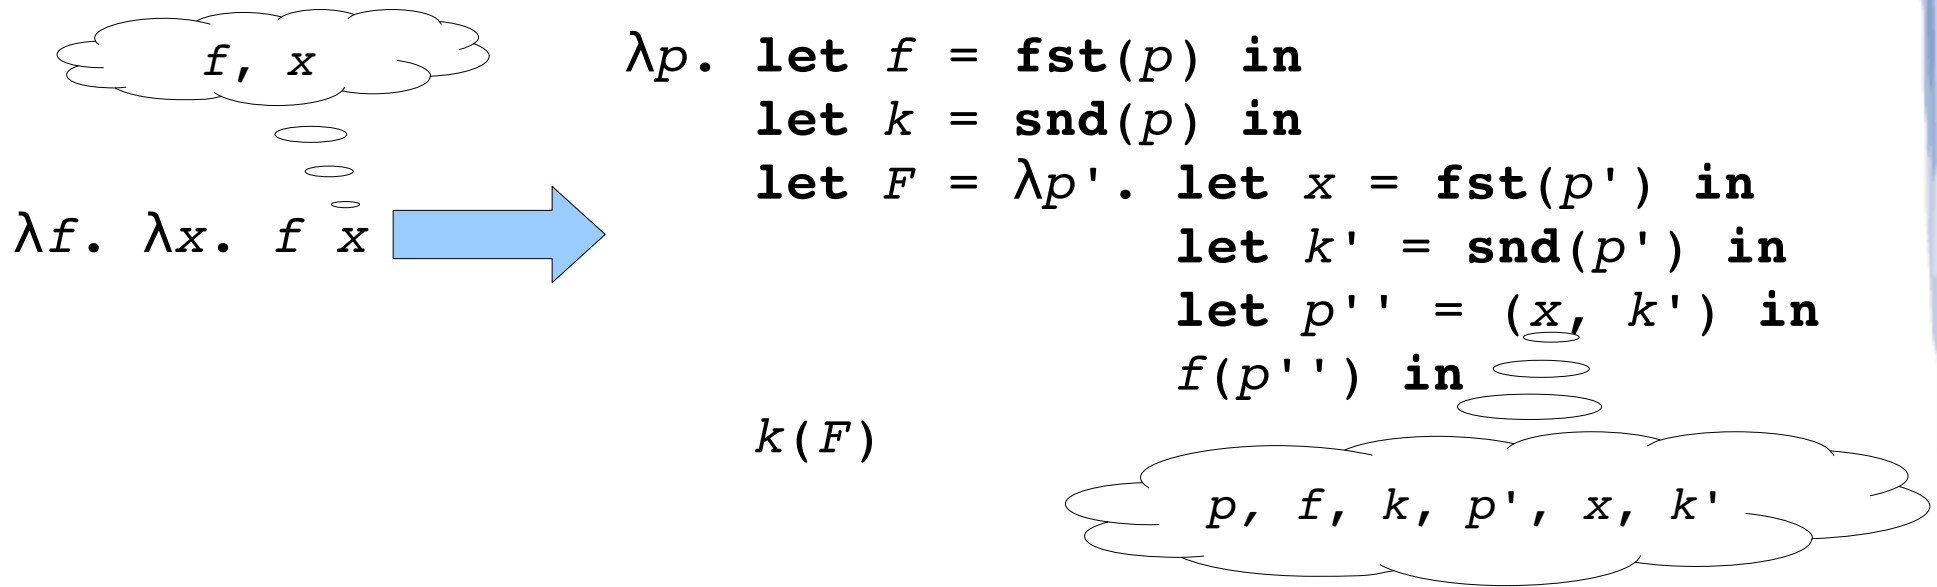 f, x
λf. λx. f x
λp. let f = fst(p) in
let k = snd(p) in
let F = λp'. let x = fst(p') in
let k' = snd(p') in
let p'' = (x, k') in
f(p'') in
k(F)
p, f, k, p', x, k'